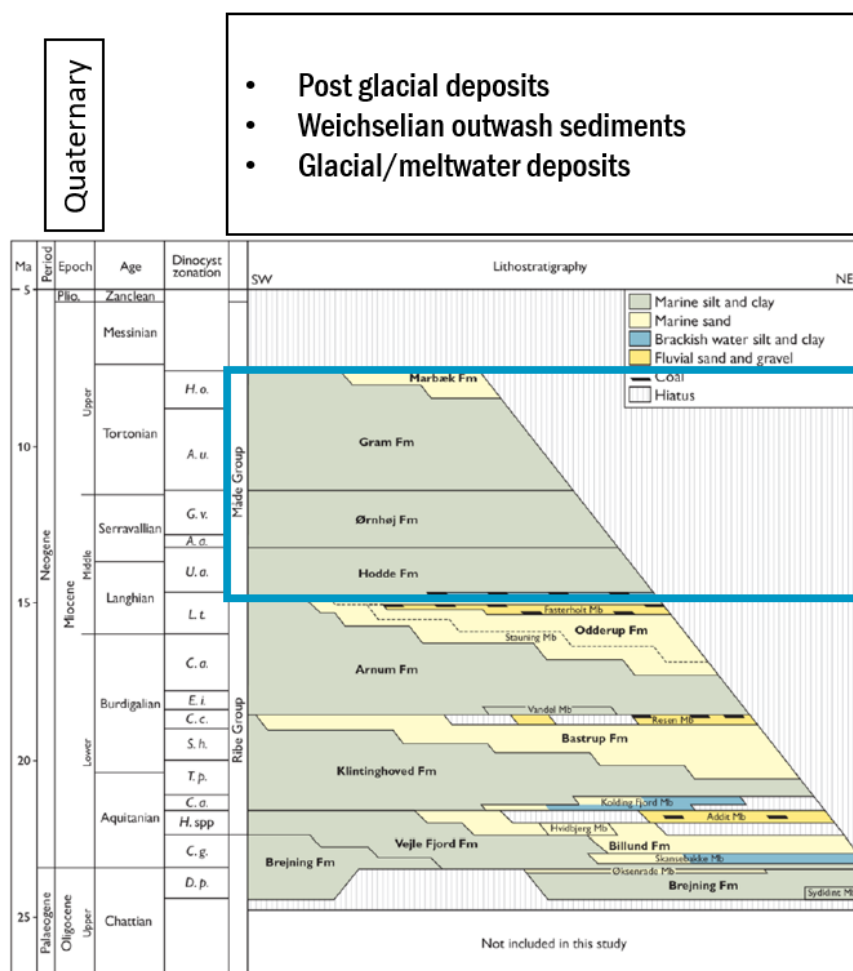 Quaternary
• Post glacial deposits
• Weichselian outwash sediments
• Glacial/meltwater deposits
Ma
Period
Epoch
Age
Dinocyst
zonation
SW
Lithostratigraphy
NE
5
Plio.
Zanclean
Messinian
Marine silt and clay
Marine sand
Brackish water silt and clay
Fluvial sand and gravel
Coal
Hiatus
Neogene
Miocene
Upper
Tortonian
H. o.
Marbæk Fm
10
A. u.
Gram Fm
Måde Group
Middle
Serravallian
G. v.
Ørnhøj Fm
A. a.
U. a.
Hodde Fm
Langhian
15
L. t.
Fasterholt Mb
Odderup Fm
Stauning Mb
C. a.
Arnum Fm
Lower
Burdigalian
E. i.
Vandel Mb
C. c.
Resen Mb
Ribe Group
S. h.
Bastrup Fm
20
T. p.
Klintinghoved Fm
Aquitanian
C. a.
Kolding Fjord Mb
H. spp
Addit Mb
Hvidbjerg Mb
C. g.
Vejle Fjord Fm
Billund Fm
Skansebakke Mb
Brejning Fm
Øksenrade Mb
D. p.
Brejning Fm
Sydklint Mb
Palaeogene
Oligocene
Upper
25
Chattian
Not included in this study